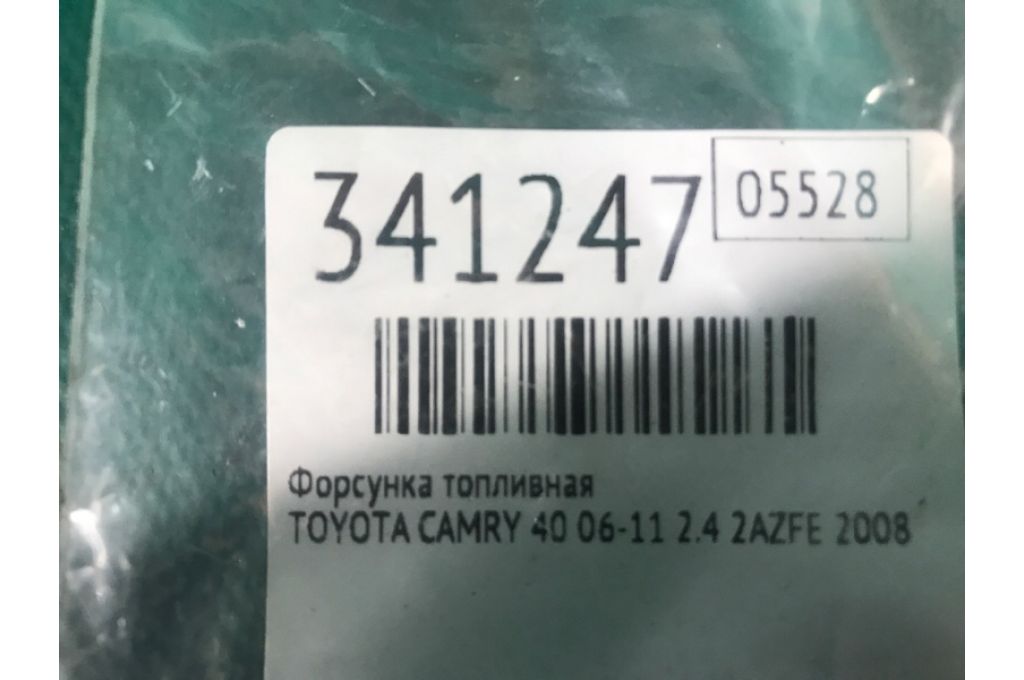 341247 05528
Форсунка топливная
TOYOTA CAMRY 40 06-11 2.4 2AZFE 2008